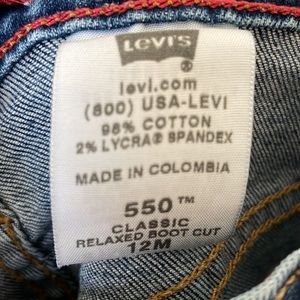 LEVI'S
®
levi.com
(800) USA-LEVI
98% COTTON
2% LYCRA® SPANDEX
MADE IN COLOMBIA
550™
CLASSIC
RELAXED BOOT CUT
12M